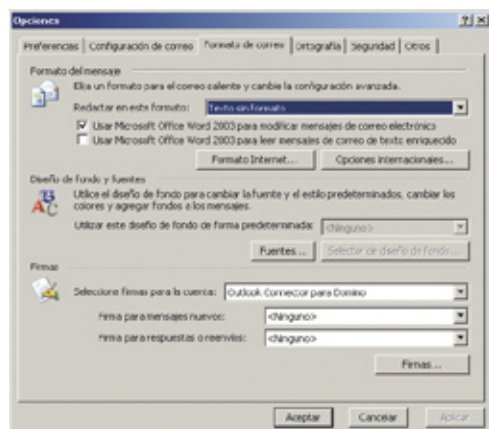 Opciones
Preferencias Configuración de correo Formato de correo Ortografía Seguridad Otros
Formato del mensaje
Elija un formato para el correo saliente y cambie la configuración avanzada.
Redactar en este formato: Texto sin formato
Usar Microsoft Office Word 2003 para modificar mensajes de correo electrónico
Usar Microsoft Office Word 2003 para leer mensajes de correo de texto enriquecido
Formato Internet... Opciones internacionales...
Diseño de fondo y fuentes
Utilice el diseño de fondo para cambiar la fuente y el estilo predeterminados, cambiar los
colores y agregar fondos a los mensajes.
Utilizar este diseño de fondo de forma predeterminada: <Ninguno>
Fuentes... Selector de diseño de fondo...
Firmas
Seleccione firmas para la cuenta: Outlook Connector para Domino
Firma para mensajes nuevos: <Ninguno>
Firma para respuestas o reenvíos: <Ninguno>
Firmas...
Aceptar Cancelar Aplicar